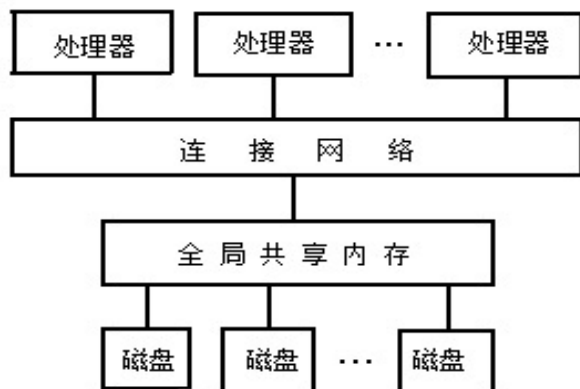 处理器 处理器 … 处理器
连接网络
全局共享内存
磁盘 磁盘 … 磁盘